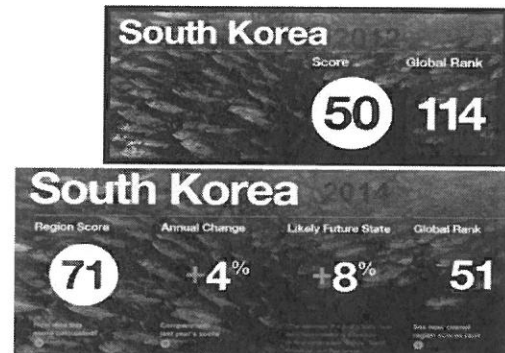 South Korea 2012
Score Global Rank
50 114
South Korea 2014
Region Score Annual Change Likely Future State Global Rank
71 +4% +8% 51